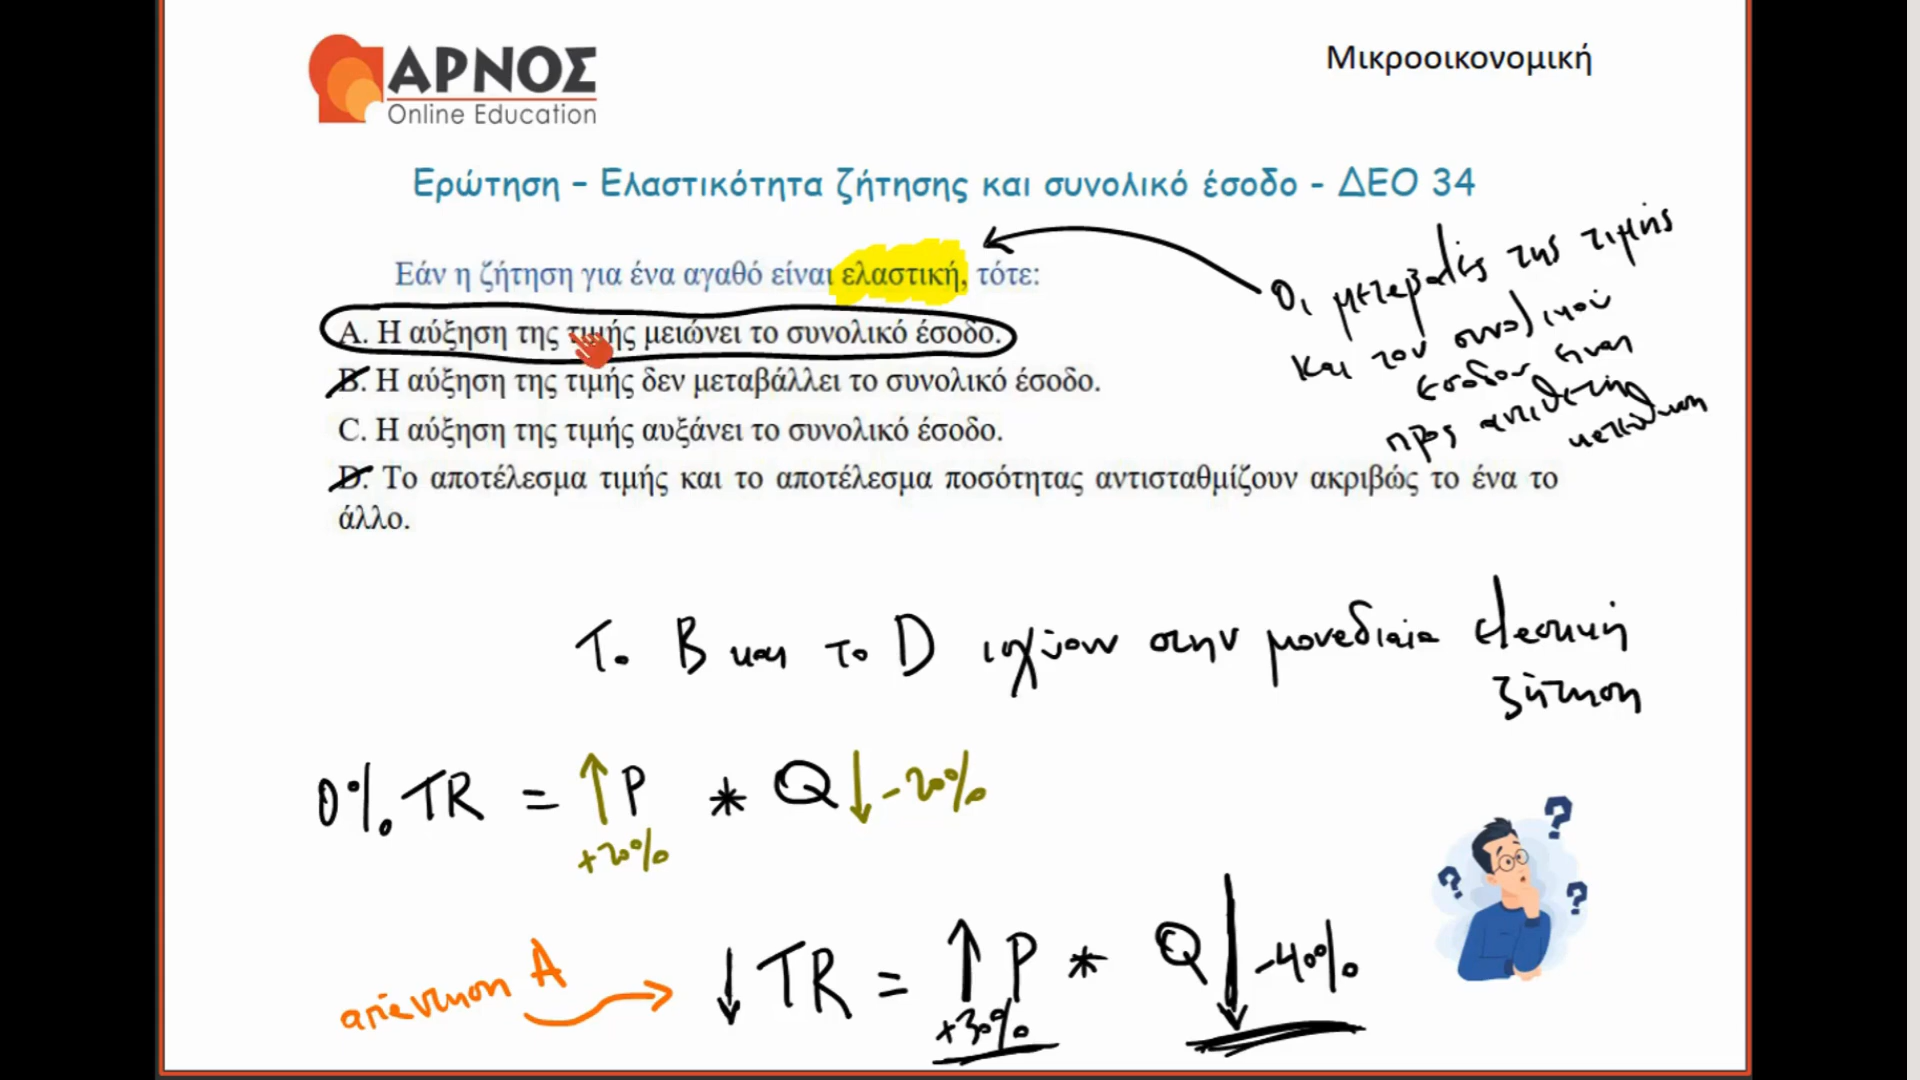 ΑΡΝΟΣ
Online Education
Μικροοικονομική
Ερώτηση – Ελαστικότητα ζήτησης και συνολικό έσοδο - ΔΕΟ 34
Εάν η ζήτηση για ένα αγαθό είναι ελαστική, τότε:
A. Η αύξηση της τιμής μειώνει το συνολικό έσοδο.
B. Η αύξηση της τιμής δεν μεταβάλλει το συνολικό έσοδο.
C. Η αύξηση της τιμής αυξάνει το συνολικό έσοδο.
D. Το αποτέλεσμα τιμής και το αποτέλεσμα ποσότητας αντισταθμίζουν ακριβώς το ένα το
άλλο.
Οι μεταβολές της τιμής
και του συνολικού
εσόδου είναι
προς αντίθετη
κατεύθυνση
Το B και το D ισχύουν στην μοναδιαία ελαστική
ζήτηση
0% TR = ↑ P * Q ↓ -20%
+20%
απάντηση A → ↓ TR = ↑ P * Q ↓ -40%
+30%